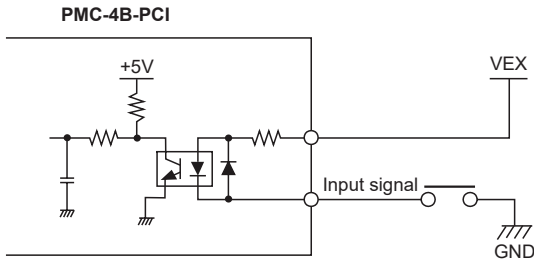 PMC-4B-PCI
+5V
VEX
Input signal
GND